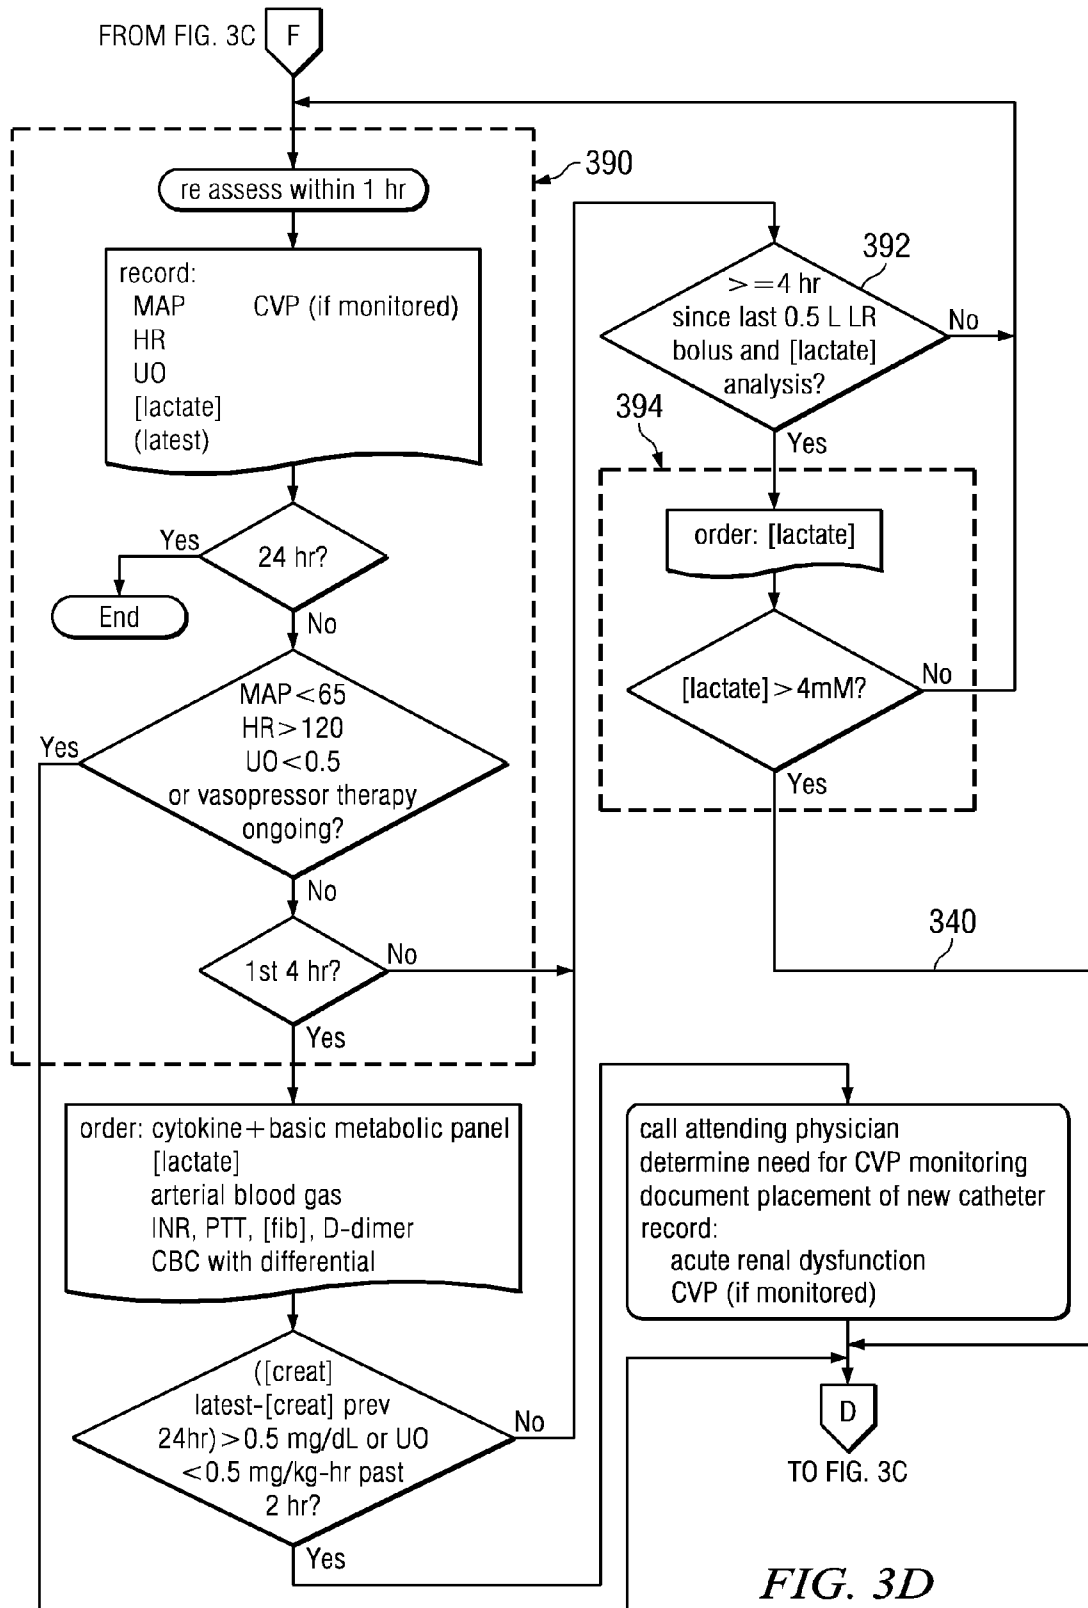 FROM FIG. 3C
F
re assess within 1 hr
390
record:
MAP CVP (if monitored)
HR
UO
[lactate]
(latest)
24 hr?
Yes
End
No
MAP<65
HR>120
UO<0.5
or vasopressor therapy
ongoing?
Yes
No
1st 4 hr?
No
Yes
order: cytokine+basic metabolic panel
[lactate]
arterial blood gas
INR, PTT, [fib], D-dimer
CBC with differential
([creat]
latest-[creat] prev
24hr)>0.5 mg/dL or UO
<0.5 mg/kg-hr past
2 hr?
No
Yes
392
>=4 hr
since last 0.5 L LR
bolus and [lactate]
analysis?
No
Yes
394
order: [lactate]
[lactate]>4mM?
No
Yes
340
call attending physician
determine need for CVP monitoring
document placement of new catheter
record:
acute renal dysfunction
CVP (if monitored)
D
TO FIG. 3C
FIG. 3D